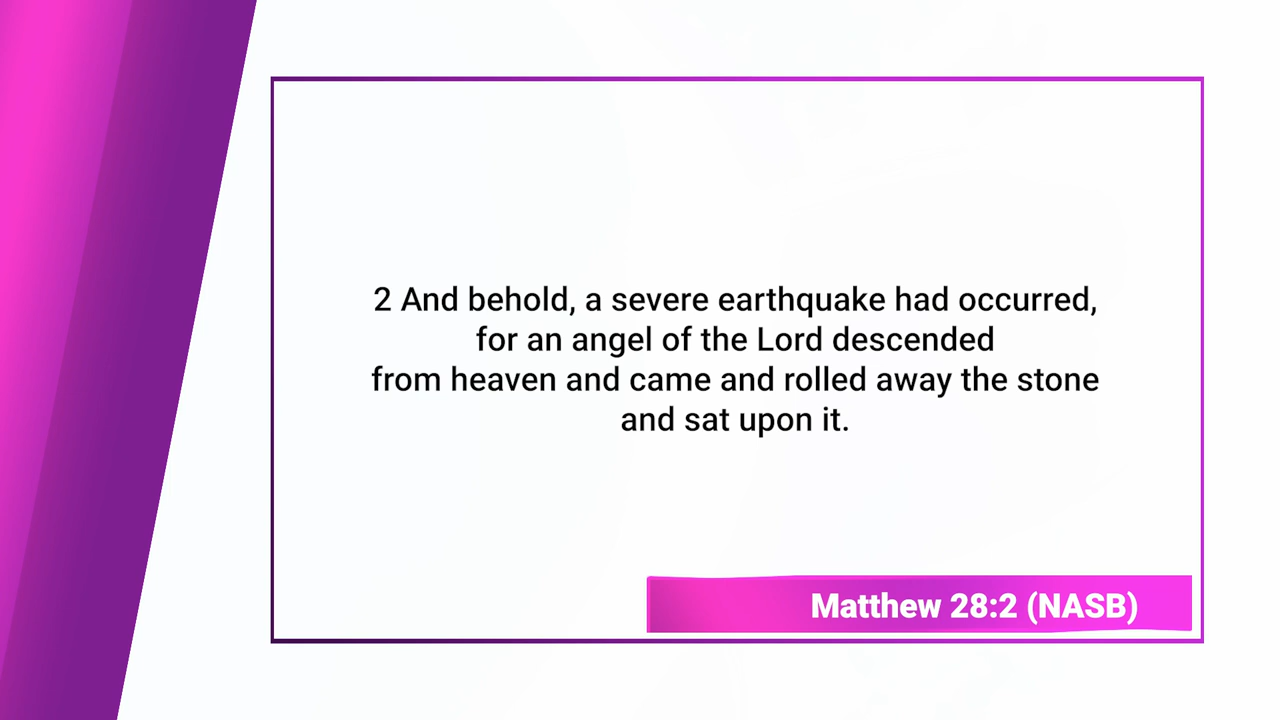 2 And behold, a severe earthquake had occurred,
for an angel of the Lord descended
from heaven and came and rolled away the stone
and sat upon it.
Matthew 28:2 (NASB)